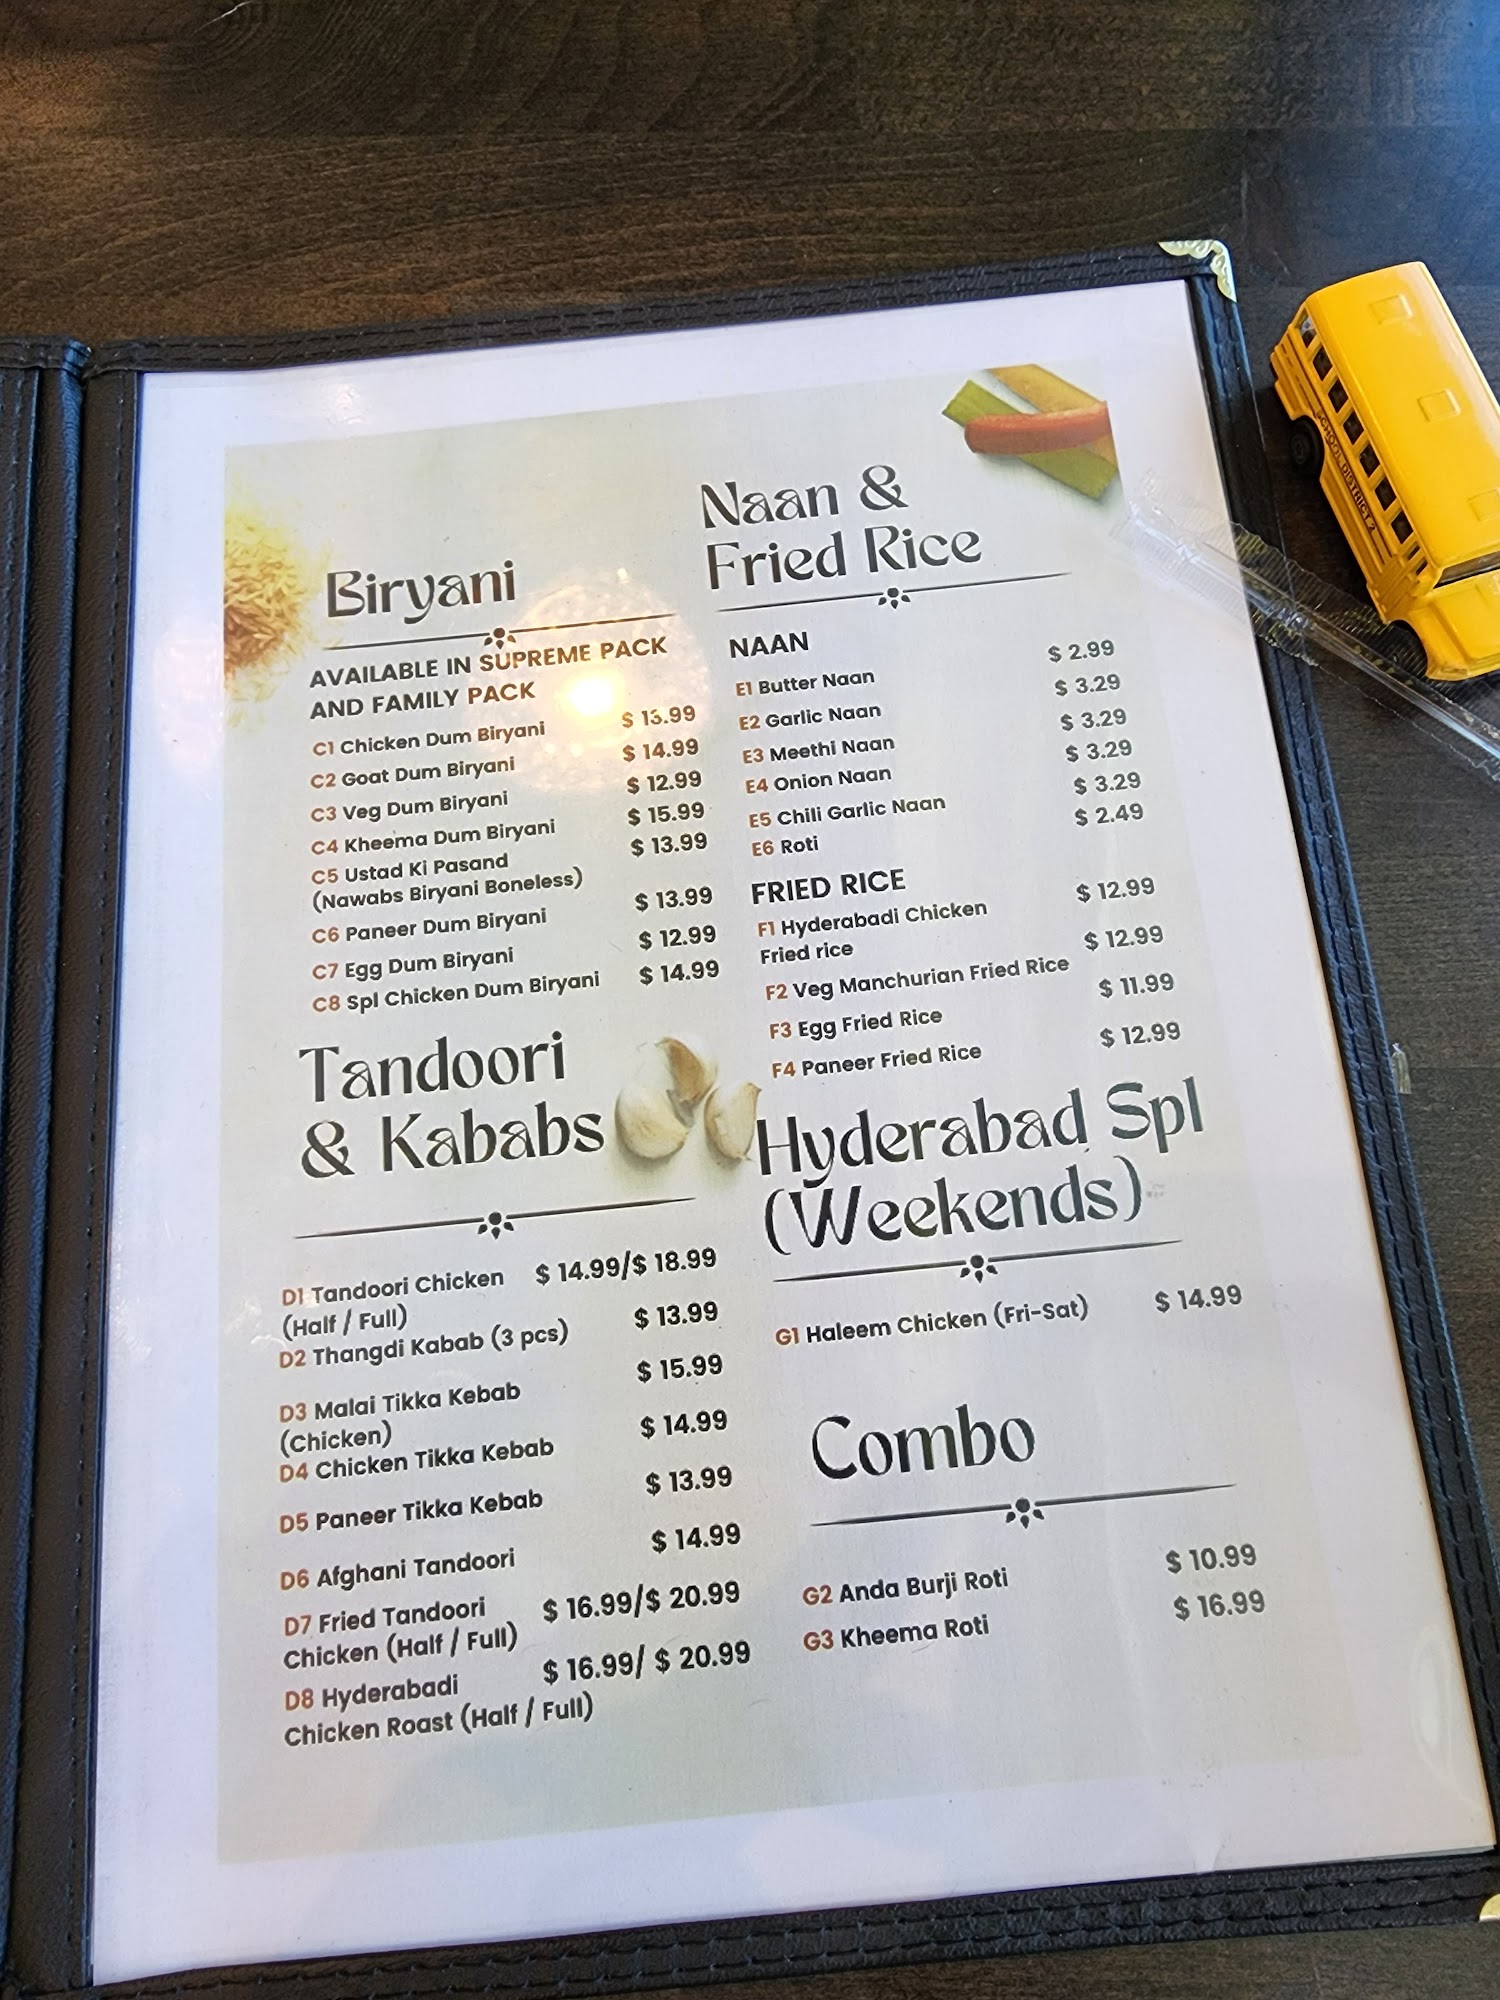 Biryani
AVAILABLE IN SUPREME PACK
AND FAMILY PACK
C1 Chicken Dum Biryani $ 13.99
C2 Goat Dum Biryani $ 14.99
C3 Veg Dum Biryani $ 12.99
C4 Kheema Dum Biryani $ 15.99
C5 Ustad Ki Pasand $ 13.99
(Nawabs Biryani Boneless)
C6 Paneer Dum Biryani $ 13.99
C7 Egg Dum Biryani $ 12.99
C8 Spl Chicken Dum Biryani $ 14.99
Tandoori
& Kababs
D1 Tandoori Chicken $ 14.99/$ 18.99
(Half / Full)
D2 Thangdi Kabab (3 pcs) $ 13.99
D3 Malai Tikka Kebab $ 15.99
(Chicken)
D4 Chicken Tikka Kebab $ 14.99
D5 Paneer Tikka Kebab $ 13.99
D6 Afghani Tandoori $ 14.99
D7 Fried Tandoori $ 16.99/$ 20.99
Chicken (Half / Full)
D8 Hyderabadi $ 16.99/ $ 20.99
Chicken Roast (Half / Full)
Naan &
Fried Rice
NAAN
E1 Butter Naan $ 2.99
E2 Garlic Naan $ 3.29
E3 Meethi Naan $ 3.29
E4 Onion Naan $ 3.29
E5 Chili Garlic Naan $ 3.29
E6 Roti $ 2.49
FRIED RICE
F1 Hyderabadi Chicken $ 12.99
Fried rice
F2 Veg Manchurian Fried Rice $ 12.99
F3 Egg Fried Rice $ 11.99
F4 Paneer Fried Rice $ 12.99
Hyderabad Spl
(Weekends)
G1 Haleem Chicken (Fri-Sat) $ 14.99
Combo
G2 Anda Burji Roti $ 10.99
G3 Kheema Roti $ 16.99
SCHOOL DISTRICT 2